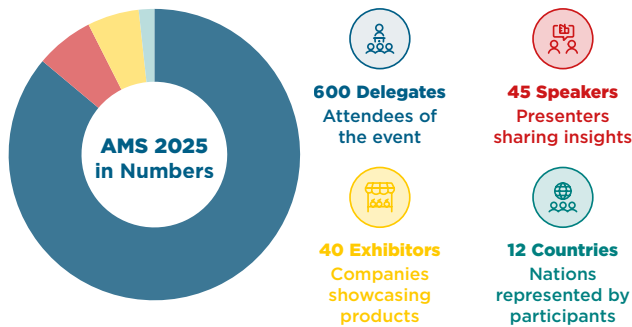 AMS 2025
in Numbers
600 Delegates
Attendees of
the event
45 Speakers
Presenters
sharing insights
40 Exhibitors
Companies
showcasing
products
12 Countries
Nations
represented by
participants